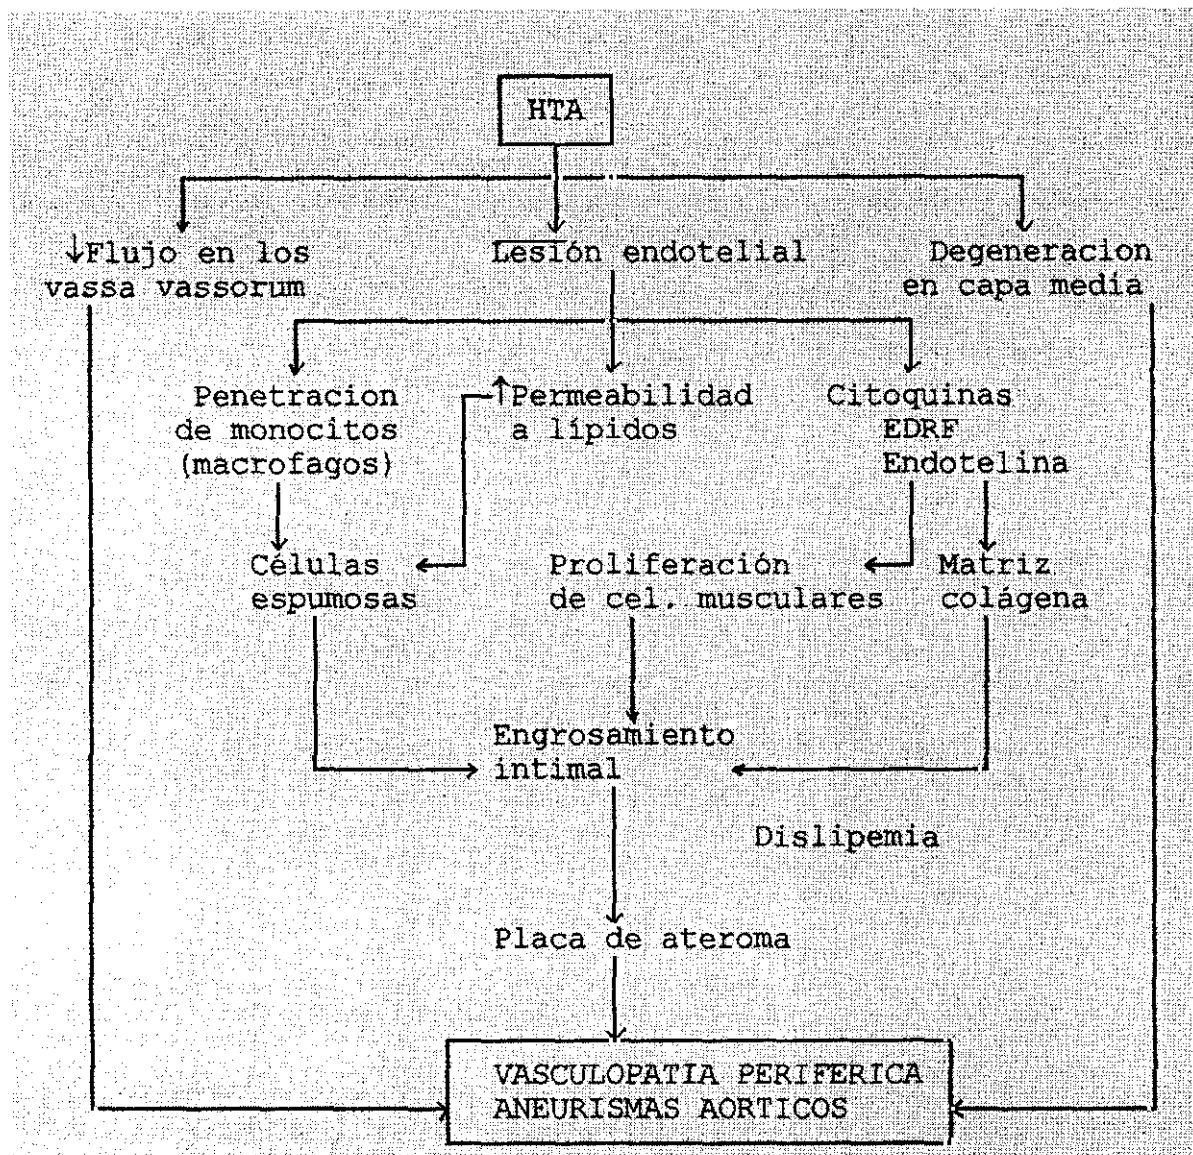 HTA
↓Flujo en los
vassa vassorum
Lesión endotelial
Degeneracion
en capa media
Penetracion
de monocitos
(macrofagos)
↑Permeabilidad
a lípidos
Citoquinas
EDRF
Endotelina
Células
espumosas
Proliferación
de cel. musculares
Matriz
colágena
Engrosamiento
intimal
Dislipemia
Placa de ateroma
VASCULOPATIA PERIFERICA
ANEURISMAS AORTICOS